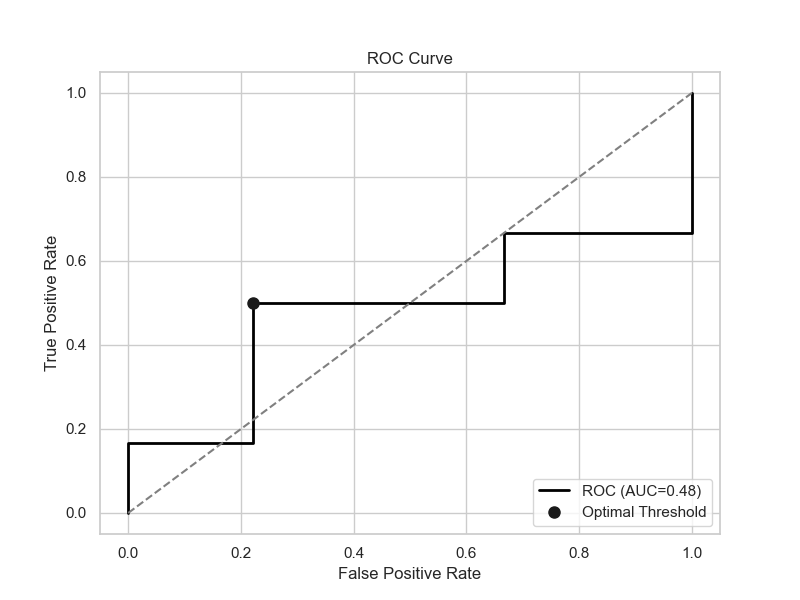 ROC Curve
1.0
0.8
0.6
0.4
0.2
0.0
True Positive Rate
0.0 0.2 0.4 0.6 0.8 1.0
False Positive Rate
ROC (AUC=0.48)
Optimal Threshold